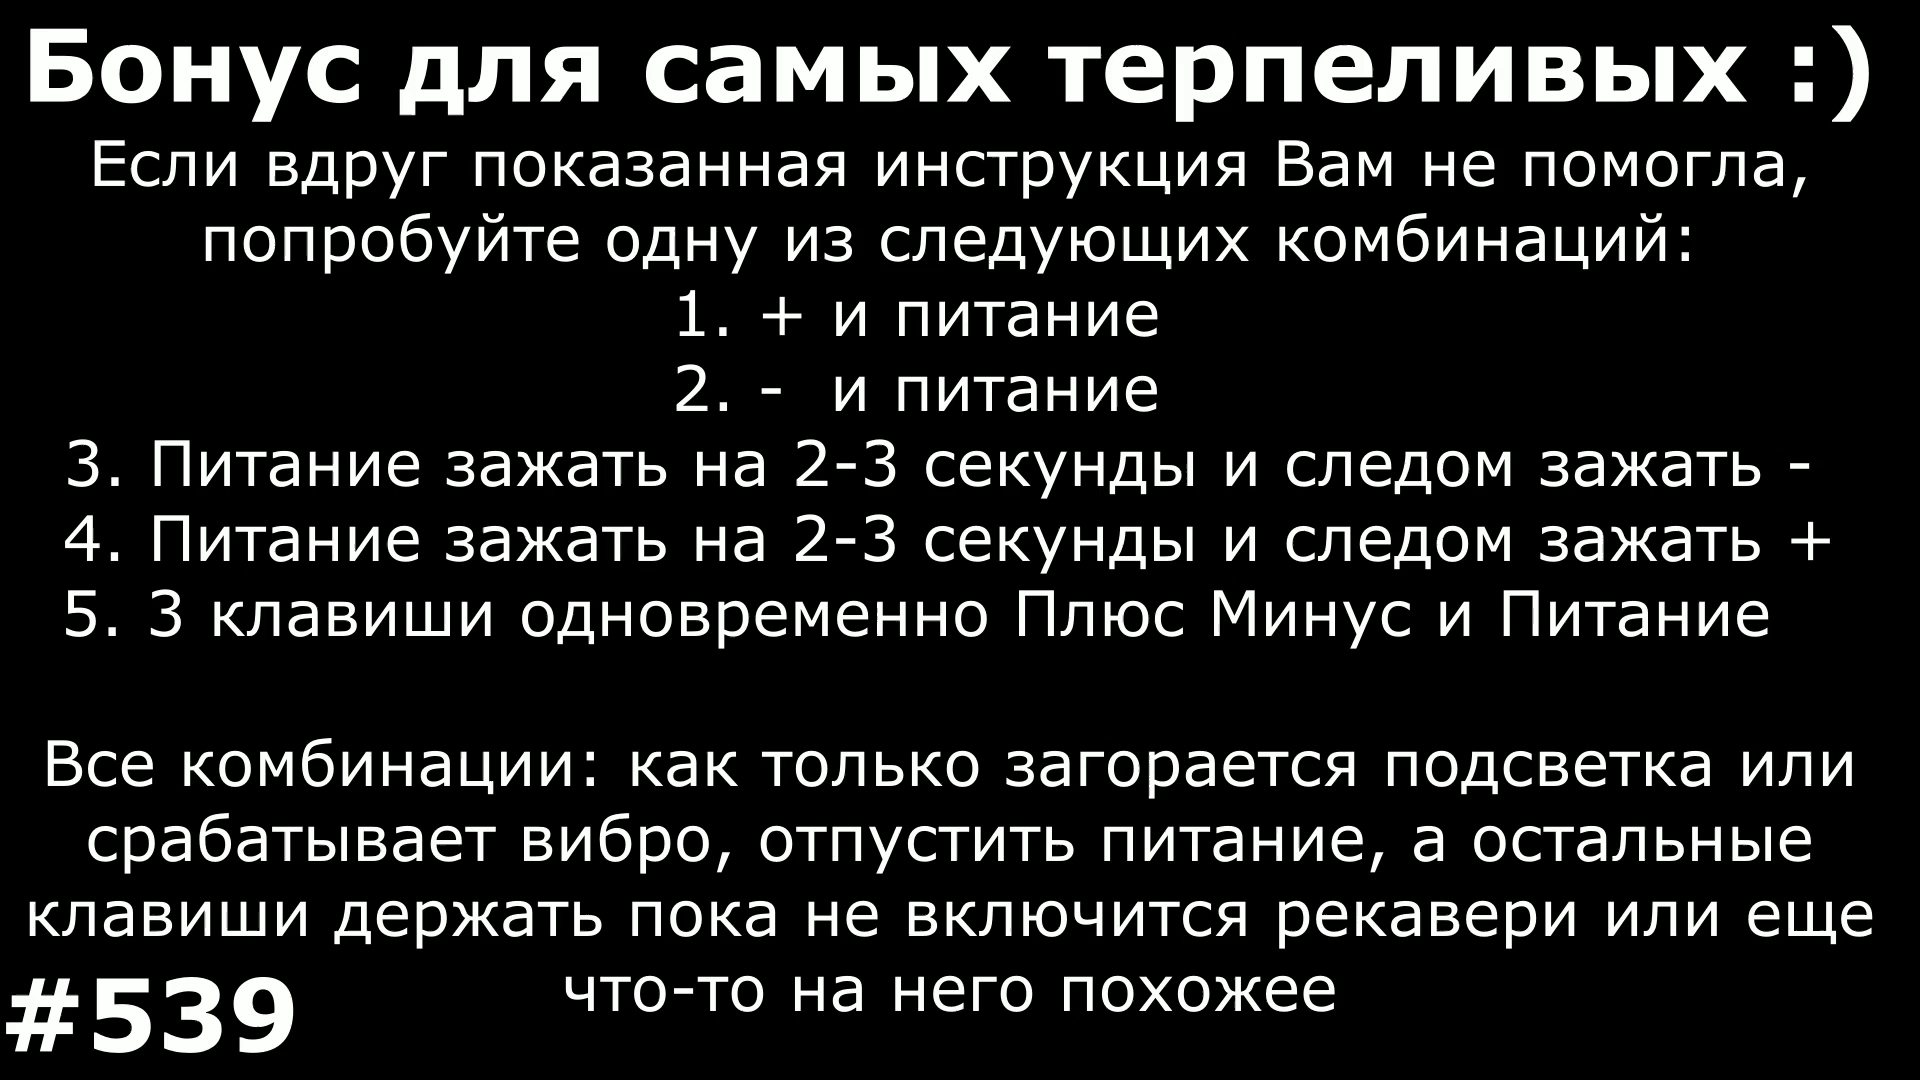 Бонус для самых терпеливых :)
Если вдруг показанная инструкция Вам не помогла,
попробуйте одну из следующих комбинаций:
1. + и питание
2. - и питание
3. Питание зажать на 2-3 секунды и следом зажать -
4. Питание зажать на 2-3 секунды и следом зажать +
5. 3 клавиши одновременно Плюс Минус и Питание
Все комбинации: как только загорается подсветка или
срабатывает вибро, отпустить питание, а остальные
клавиши держать пока не включится рекавери или еще
что-то на него похожее
#539